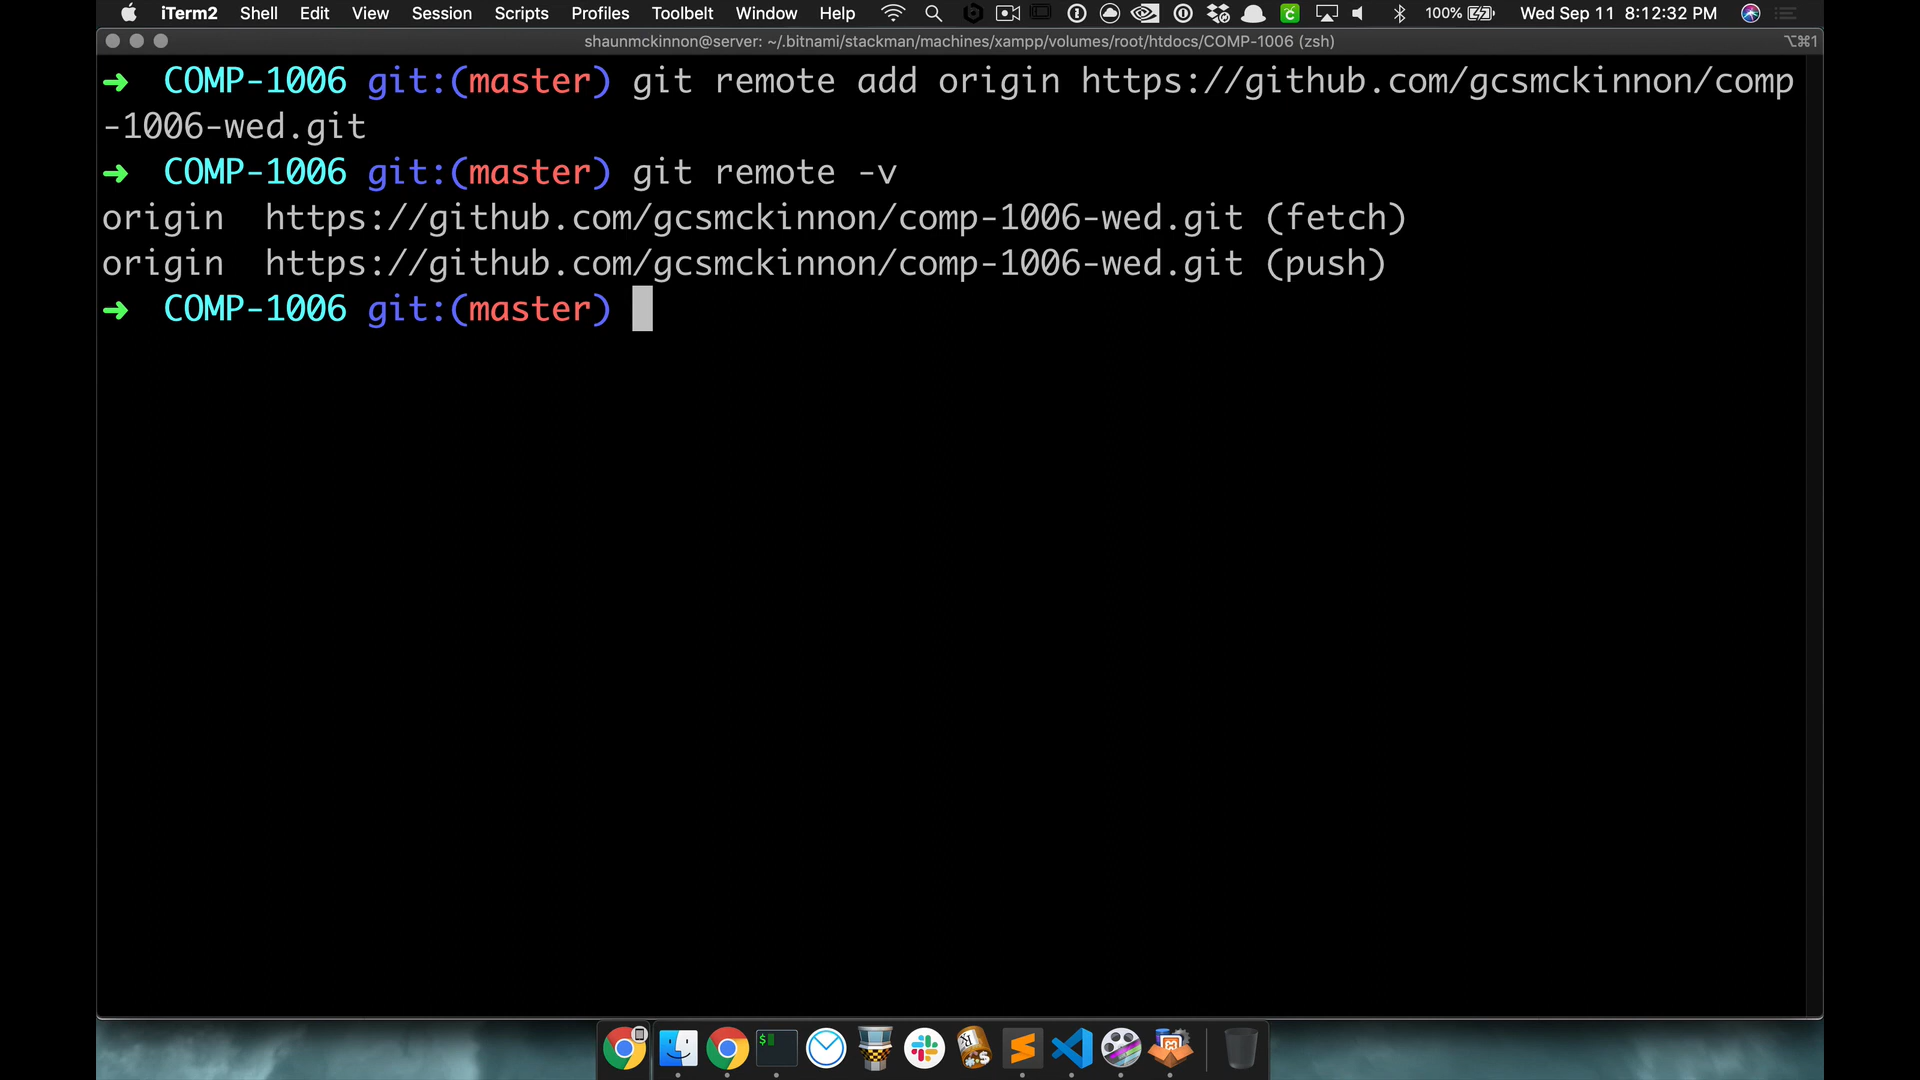 iTerm2 Shell Edit View Session Scripts Profiles Toolbelt Window Help 100% Wed Sep 11 8:12:32 PM
shaunmckinnon@server: ~/.bitnami/stackman/machines/xampp/volumes/root/htdocs/COMP-1006 (zsh) ⌥⌘1
➜ COMP-1006 git:(master) git remote add origin https://github.com/gcsmckinnon/comp
-1006-wed.git
➜ COMP-1006 git:(master) git remote -v
origin https://github.com/gcsmckinnon/comp-1006-wed.git (fetch)
origin https://github.com/gcsmckinnon/comp-1006-wed.git (push)
➜ COMP-1006 git:(master)